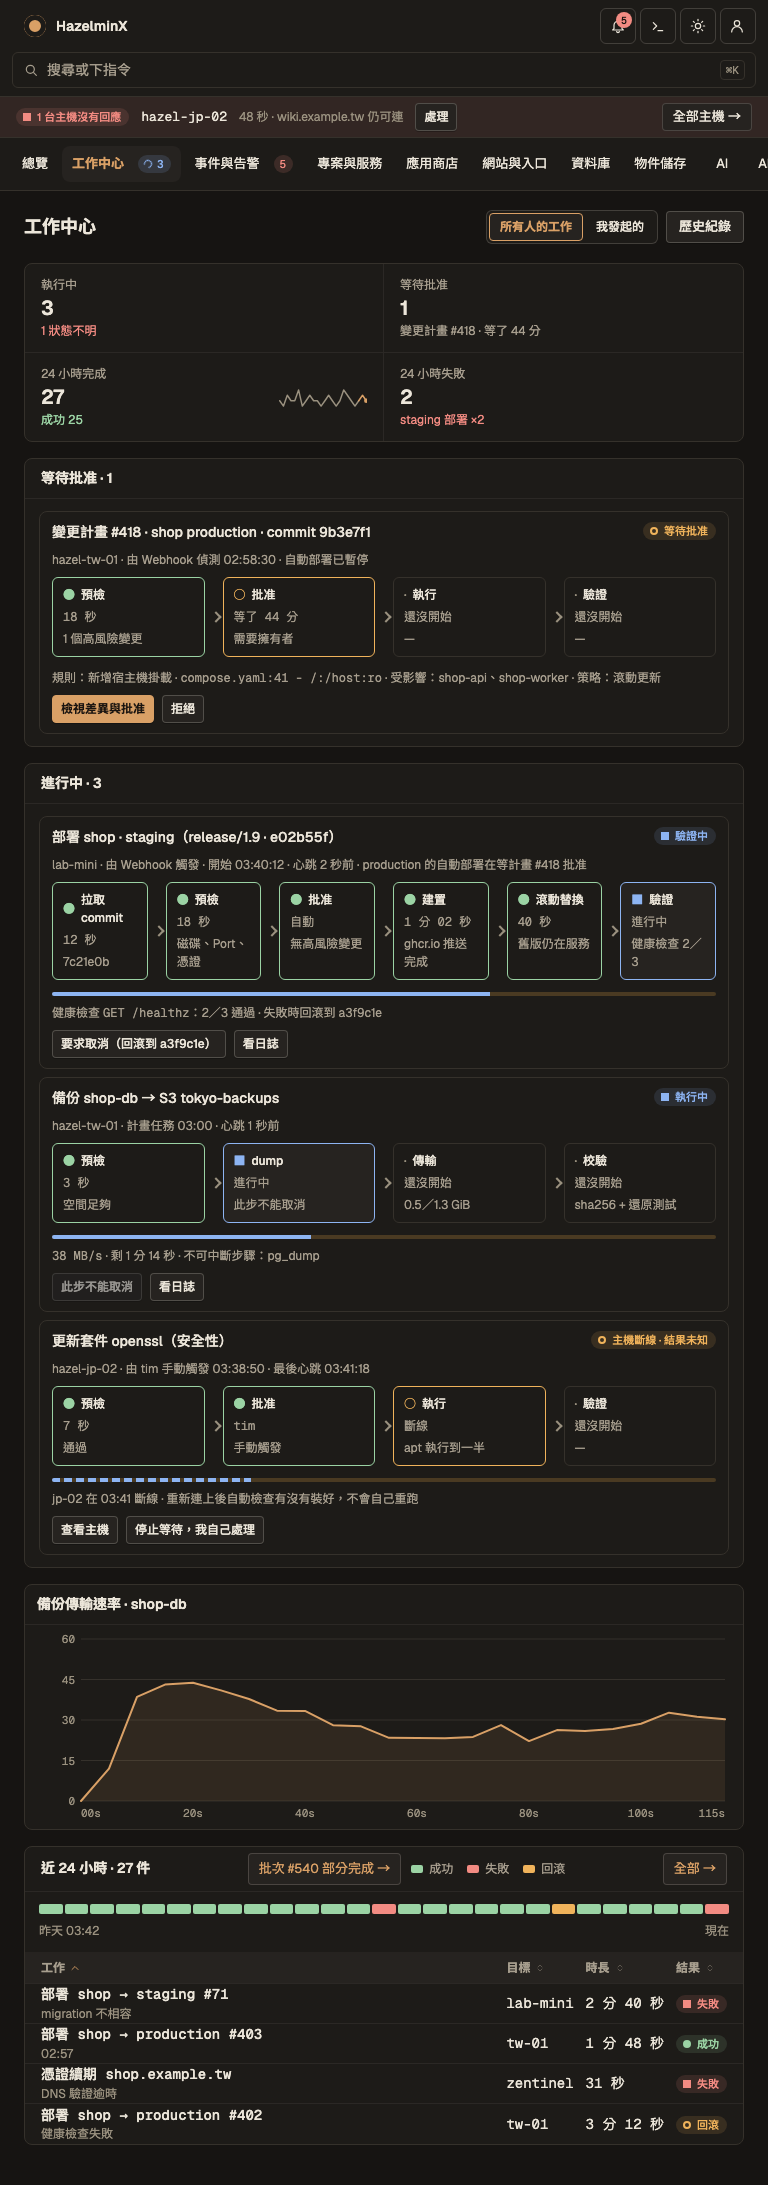 HazelminX
5
搜尋或下指令
⌘K
1 台主機沒有回應 hazel-jp-02 48 秒 · wiki.example.tw 仍可連 處理 全部主機 →
總覽 工作中心 3 事件與告警 5 專案與服務 應用商店 網站與入口 資料庫 物件儲存 AI A
工作中心
所有人的工作 我發起的 歷史紀錄
執行中
3
1 狀態不明
等待批准
1
變更計畫 #418 · 等了 44 分
24 小時完成
27
成功 25
24 小時失敗
2
staging 部署 ×2
等待批准 · 1
變更計畫 #418 · shop production · commit 9b3e7f1
等待批准
hazel-tw-01 · 由 Webhook 偵測 02:58:30 · 自動部署已暫停
預檢
18 秒
1 個高風險變更
批准
等了 44 分
需要擁有者
· 執行
還沒開始
—
· 驗證
還沒開始
—
規則：新增宿主機掛載 · compose.yaml:41 - /:/host:ro · 受影響：shop-api、shop-worker · 策略：滾動更新
檢視差異與批准 拒絕
進行中 · 3
部署 shop · staging（release/1.9 · e02b55f）
驗證中
lab-mini · 由 Webhook 觸發 · 開始 03:40:12 · 心跳 2 秒前 · production 的自動部署在等計畫 #418 批准
拉取
commit
12 秒
7c21e0b
預檢
18 秒
磁碟、Port、
憑證
批准
自動
無高風險變更
建置
1 分 02 秒
ghcr.io 推送
完成
滾動替換
40 秒
舊版仍在服務
驗證
進行中
健康檢查 2／
3
健康檢查 GET /healthz：2／3 通過 · 失敗時回滾到 a3f9c1e
要求取消（回滾到 a3f9c1e） 看日誌
備份 shop-db → S3 tokyo-backups
執行中
hazel-tw-01 · 計畫任務 03:00 · 心跳 1 秒前
預檢
3 秒
空間足夠
dump
進行中
此步不能取消
· 傳輸
還沒開始
0.5／1.3 GiB
· 校驗
還沒開始
sha256 + 還原測試
38 MB/s · 剩 1 分 14 秒 · 不可中斷步驟：pg_dump
此步不能取消 看日誌
更新套件 openssl（安全性）
主機斷線 · 結果未知
hazel-jp-02 · 由 tim 手動觸發 03:38:50 · 最後心跳 03:41:18
預檢
7 秒
通過
批准
tim
手動觸發
執行
斷線
apt 執行到一半
· 驗證
還沒開始
—
jp-02 在 03:41 斷線 · 重新連上後自動檢查有沒有裝好，不會自己重跑
查看主機 停止等待，我自己處理
備份傳輸速率 · shop-db
60
45
30
15
0
00s 20s 40s 60s 80s 100s 115s
近 24 小時 · 27 件 批次 #540 部分完成 → 成功 失敗 回滾 全部 →
昨天 03:42 現在
工作 目標 時長 結果
部署 shop → staging #71
migration 不相容
lab-mini 2 分 40 秒 失敗
部署 shop → production #403
02:57
tw-01 1 分 48 秒 成功
憑證續期 shop.example.tw
DNS 驗證逾時
zentinel 31 秒 失敗
部署 shop → production #402
健康檢查失敗
tw-01 3 分 12 秒 回滾